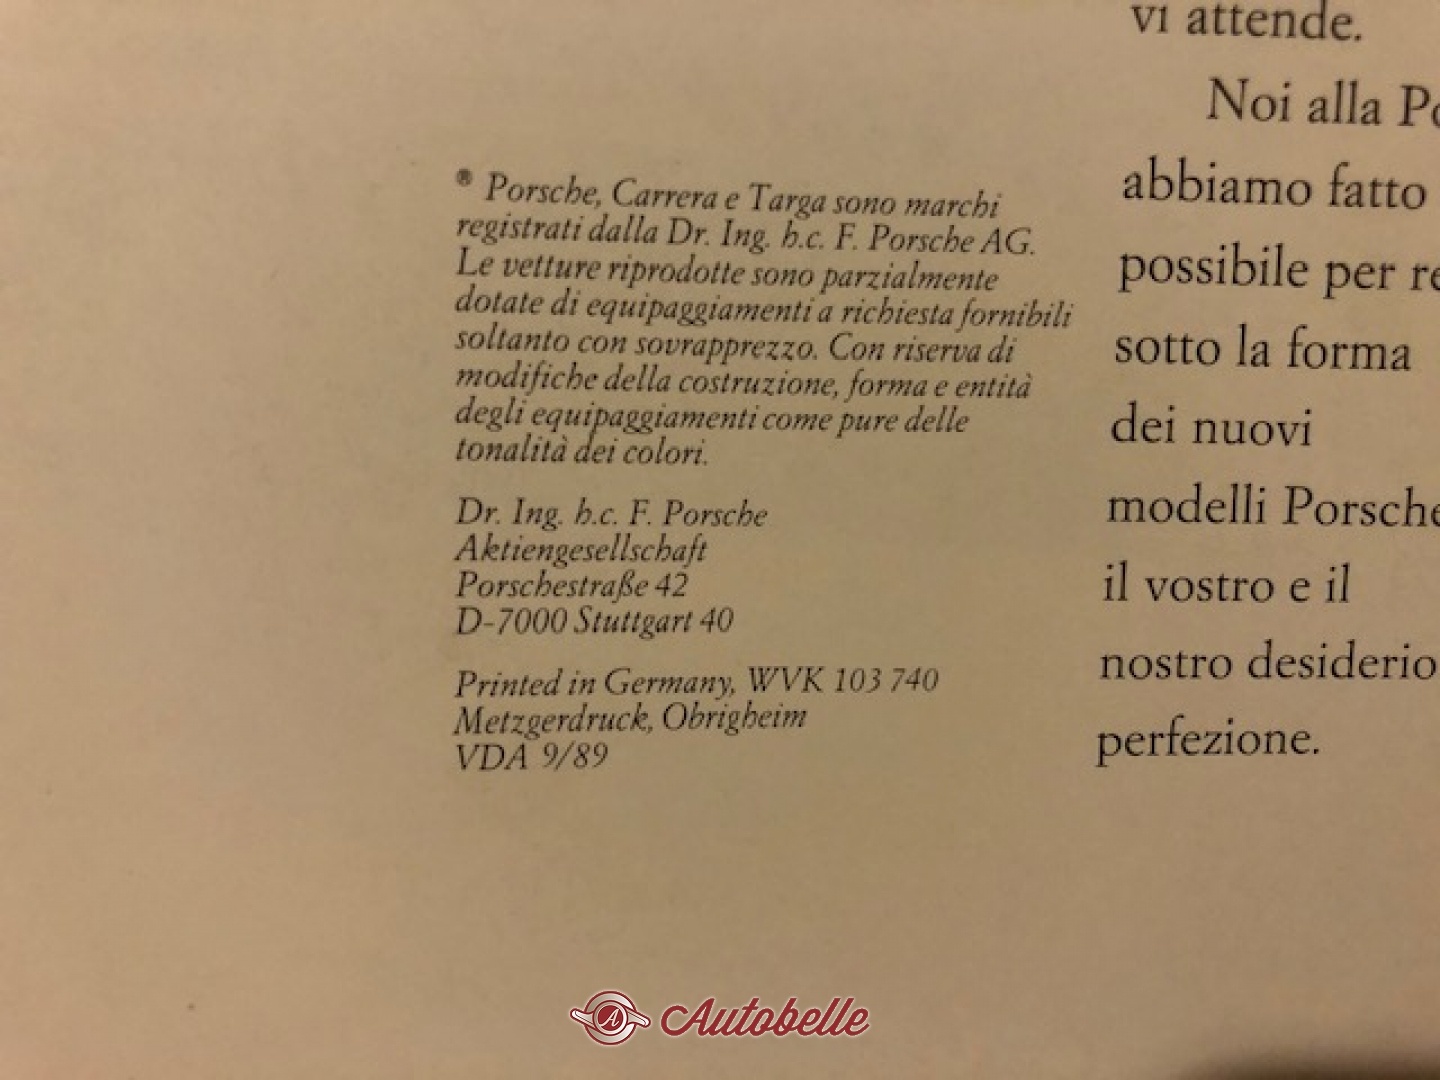 ® Porsche, Carrera e Targa sono marchi
registrati dalla Dr. Ing. h.c. F. Porsche AG.
Le vetture riprodotte sono parzialmente
dotate di equipaggiamenti a richiesta fornibili
soltanto con sovrapprezzo. Con riserva di
modifiche della costruzione, forma e entità
degli equipaggiamenti come pure delle
tonalità dei colori.
Dr. Ing. h.c. F. Porsche
Aktiengesellschaft
Porschestraße 42
D-7000 Stuttgart 40
Printed in Germany, WVK 103 740
Metzgerdruck, Obrigheim
VDA 9/89
vi attende.
Noi alla
abbiamo fatto
possibile per
sotto la forma
dei nuovi
modelli Porsche
il vostro e il
nostro desiderio
perfezione.
A Autobelle